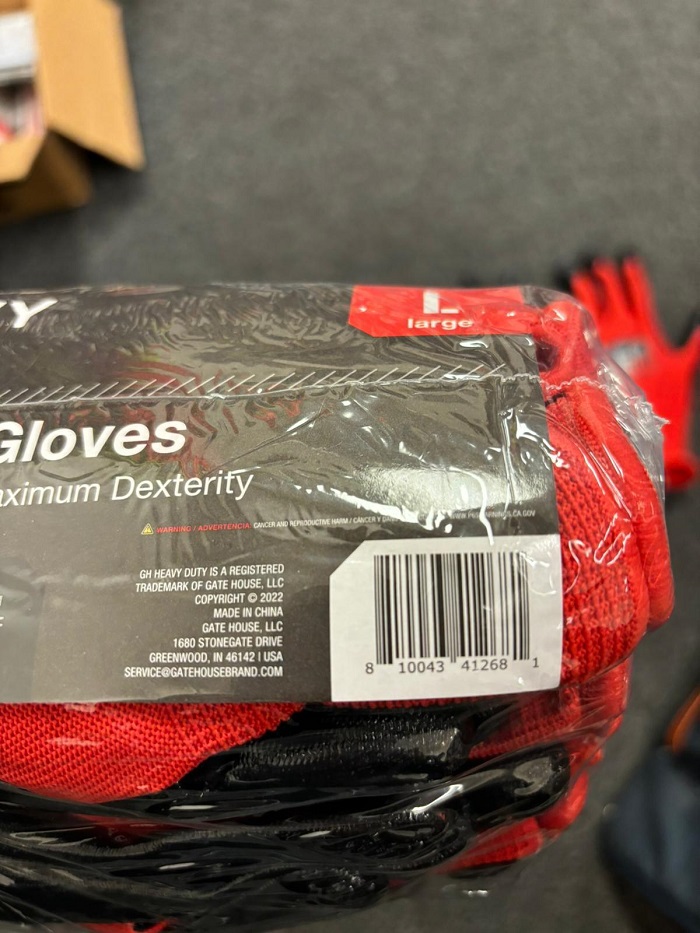 L
large
Gloves
Maximum Dexterity
WARNING / ADVERTENCIA: CANCER AND REPRODUCTIVE HARM / CÁNCER Y
GH HEAVY DUTY IS A REGISTERED
TRADEMARK OF GATE HOUSE, LLC
COPYRIGHT © 2022
MADE IN CHINA
GATE HOUSE, LLC
1680 STONEGATE DRIVE
GREENWOOD, IN 46142 | USA
SERVICE@GATEHOUSEBRAND.COM
8 10043 41268 1